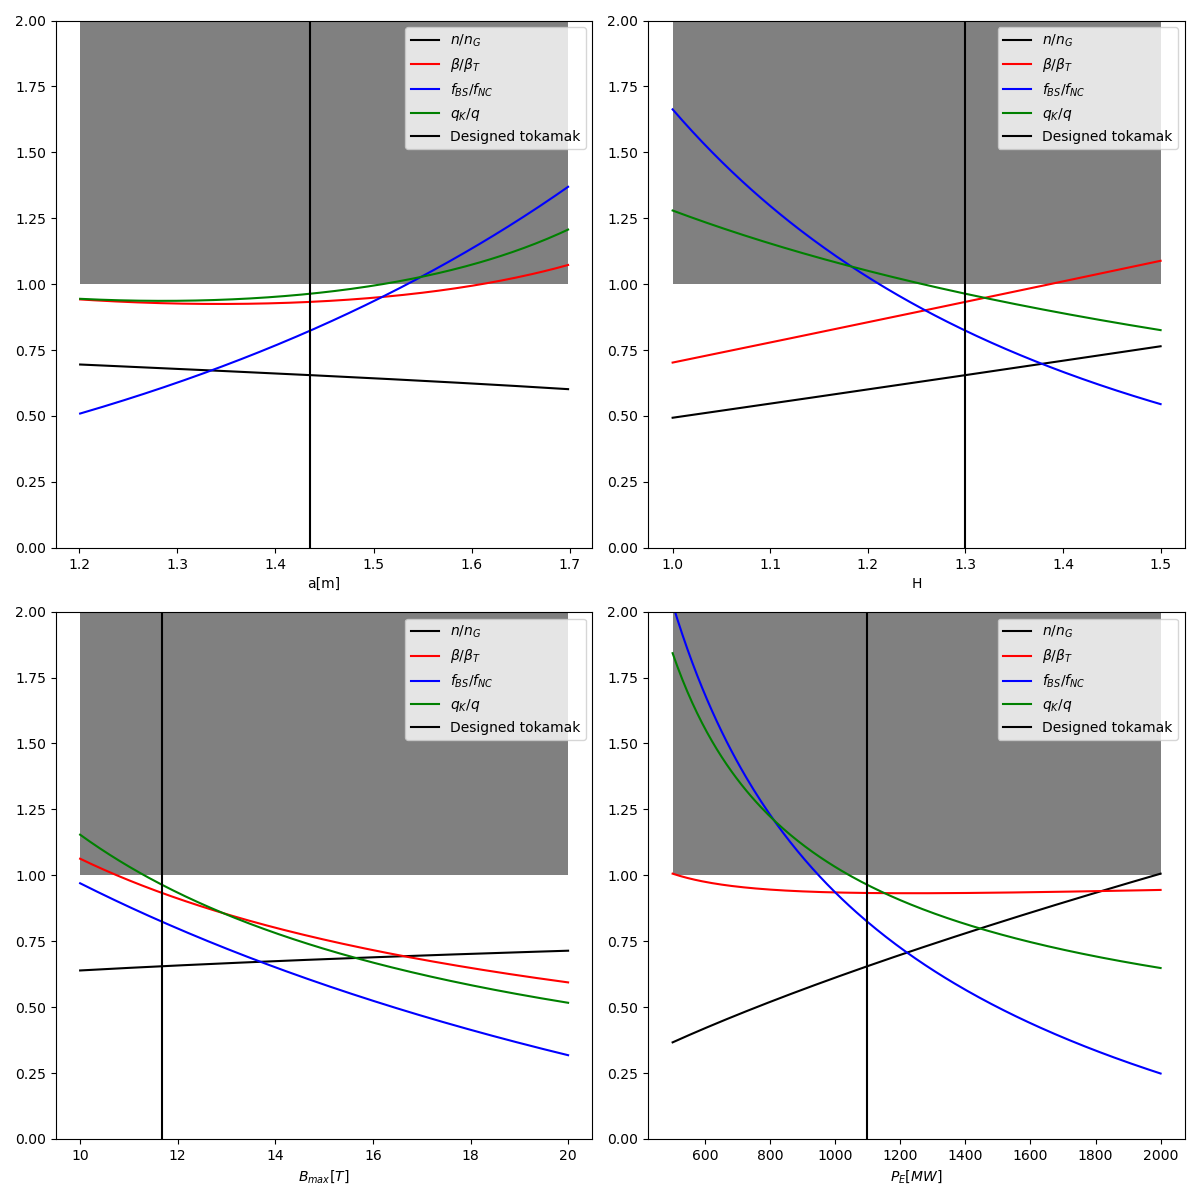 2.00
1.75
1.50
1.25
1.00
0.75
0.50
0.25
0.00
1.2 1.3 1.4 1.5 1.6 1.7
a[m]
n/n_G
β/β_T
f_BS/f_NC
q_K/q
Designed tokamak
2.00
1.75
1.50
1.25
1.00
0.75
0.50
0.25
0.00
1.0 1.1 1.2 1.3 1.4 1.5
H
n/n_G
β/β_T
f_BS/f_NC
q_K/q
Designed tokamak
2.00
1.75
1.50
1.25
1.00
0.75
0.50
0.25
0.00
10 12 14 16 18 20
B_max[T]
n/n_G
β/β_T
f_BS/f_NC
q_K/q
Designed tokamak
2.00
1.75
1.50
1.25
1.00
0.75
0.50
0.25
0.00
600 800 1000 1200 1400 1600 1800 2000
P_E[MW]
n/n_G
β/β_T
f_BS/f_NC
q_K/q
Designed tokamak